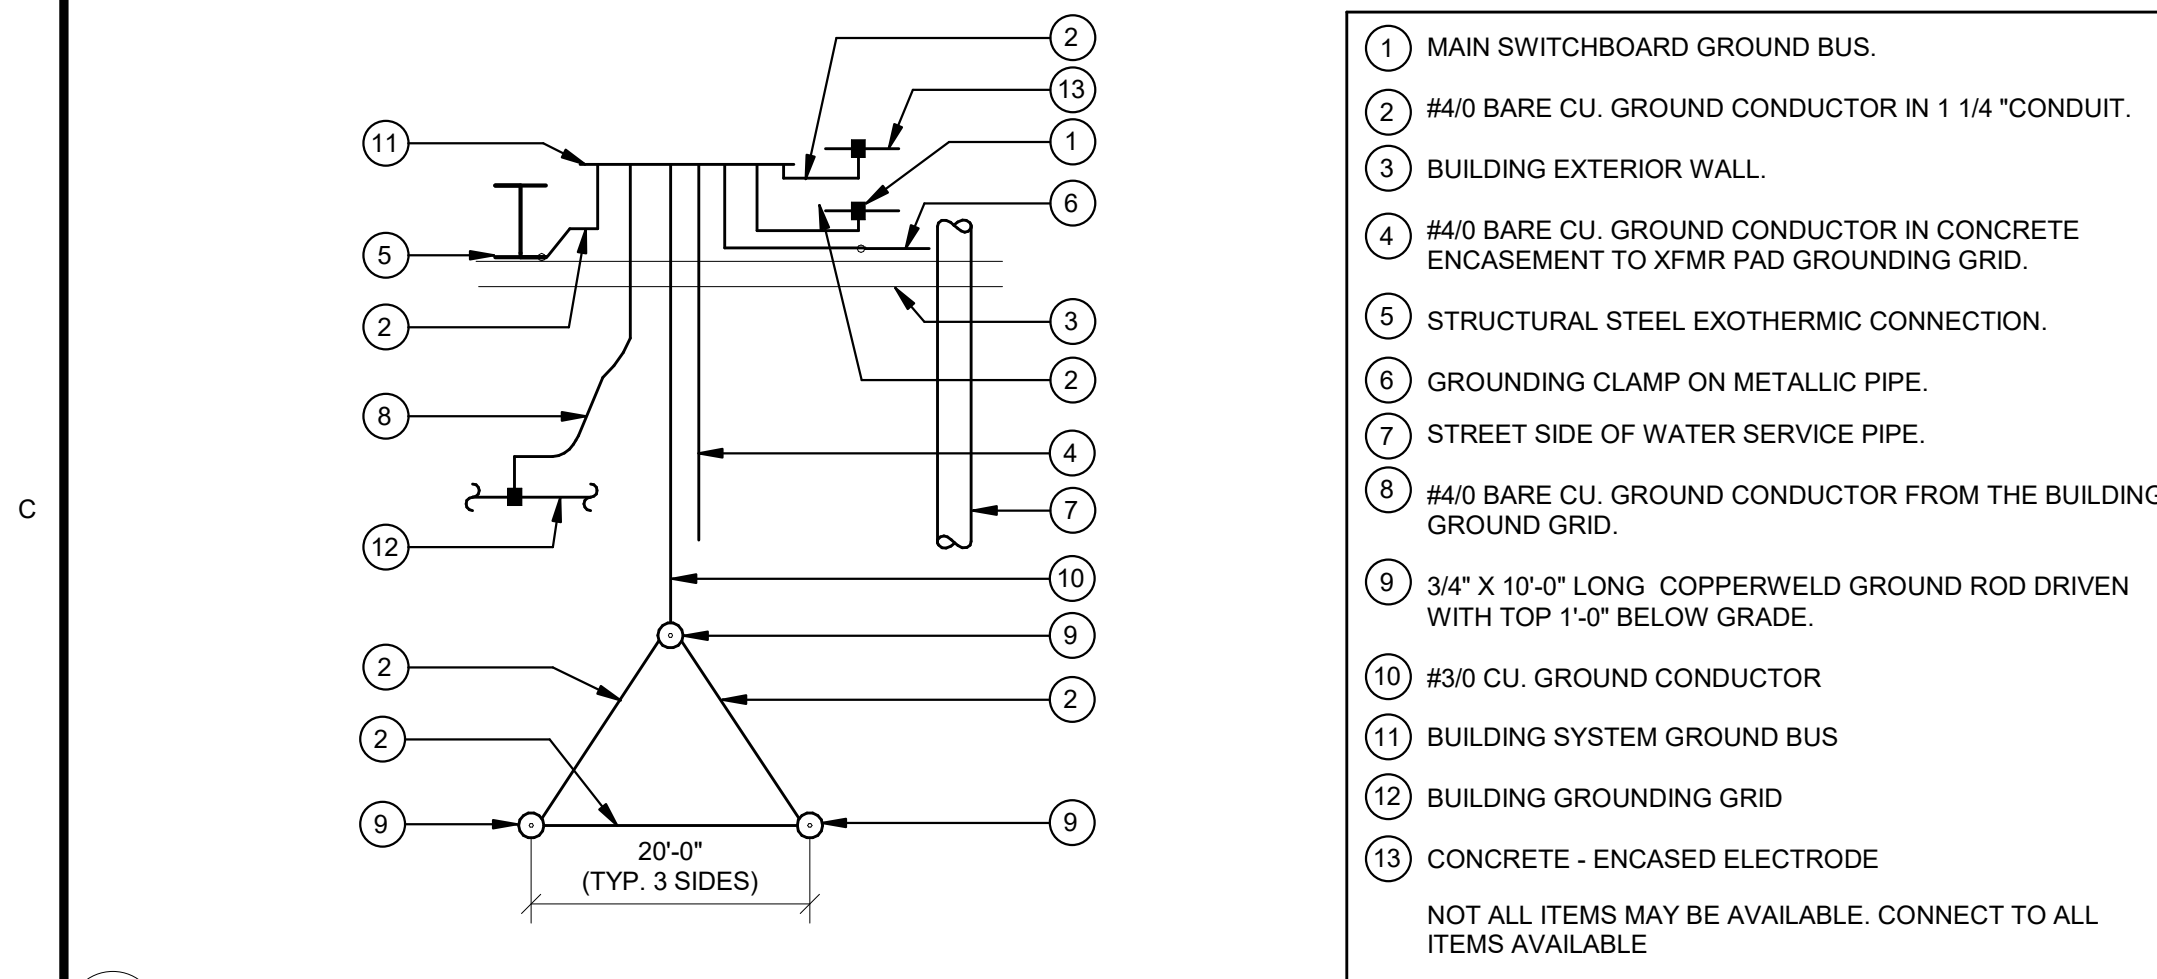 2
13
1
6
11
5
2
3
2
8
4
7
12
10
9
2
2
2
9
9
20'-0"
(TYP. 3 SIDES)
C
1 MAIN SWITCHBOARD GROUND BUS.
2 #4/0 BARE CU. GROUND CONDUCTOR IN 1 1/4 "CONDUIT.
3 BUILDING EXTERIOR WALL.
4 #4/0 BARE CU. GROUND CONDUCTOR IN CONCRETE
ENCASEMENT TO XFMR PAD GROUNDING GRID.
5 STRUCTURAL STEEL EXOTHERMIC CONNECTION.
6 GROUNDING CLAMP ON METALLIC PIPE.
7 STREET SIDE OF WATER SERVICE PIPE.
8 #4/0 BARE CU. GROUND CONDUCTOR FROM THE BUILDING
GROUND GRID.
9 3/4" X 10'-0" LONG COPPERWELD GROUND ROD DRIVEN
WITH TOP 1'-0" BELOW GRADE.
10 #3/0 CU. GROUND CONDUCTOR
11 BUILDING SYSTEM GROUND BUS
12 BUILDING GROUNDING GRID
13 CONCRETE - ENCASED ELECTRODE
NOT ALL ITEMS MAY BE AVAILABLE. CONNECT TO ALL
ITEMS AVAILABLE